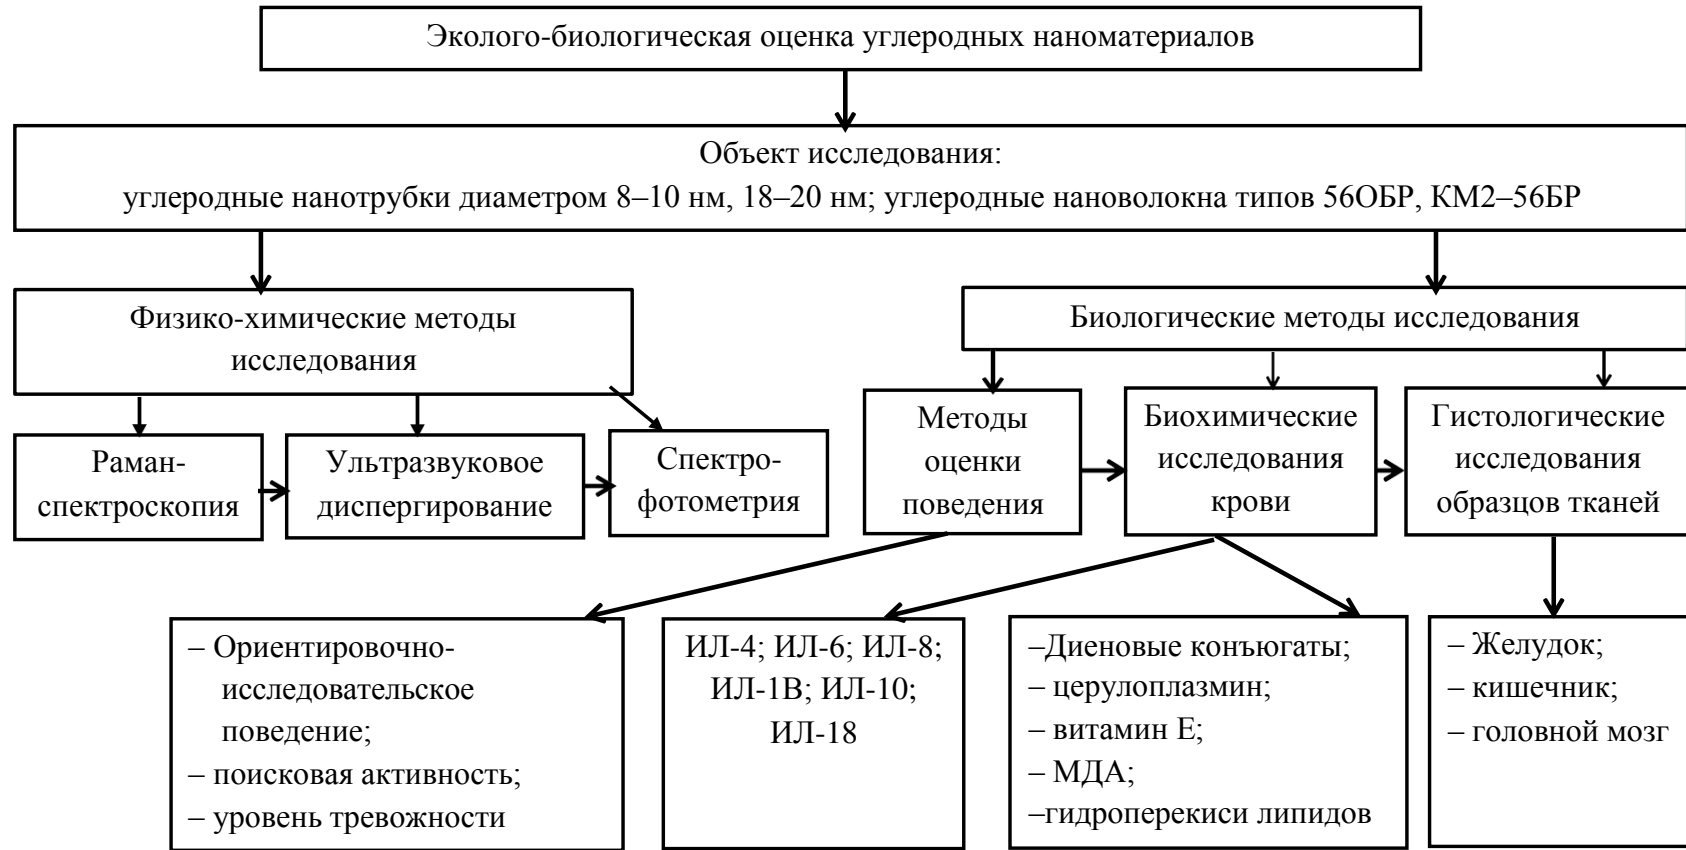 Эколого-биологическая оценка углеродных наноматериалов
Объект исследования:
углеродные нанотрубки диаметром 8–10 нм, 18–20 нм; углеродные нановолокна типов 56ОБР, КМ2–56БР
Физико-химические методы
исследования
Биологические методы исследования
Раман-
спектроскопия
Ультразвуковое
диспергирование
Спектро-
фотометрия
Методы
оценки
поведения
Биохимические
исследования
крови
Гистологические
исследования
образцов тканей
– Ориентировочно-
исследовательское
поведение;
– поисковая активность;
– уровень тревожности
ИЛ-4; ИЛ-6; ИЛ-8;
ИЛ-1В; ИЛ-10;
ИЛ-18
–Диеновые конъюгаты;
– церулоплазмин;
– витамин Е;
– МДА;
–гидроперекиси липидов
– Желудок;
– кишечник;
– головной мозг